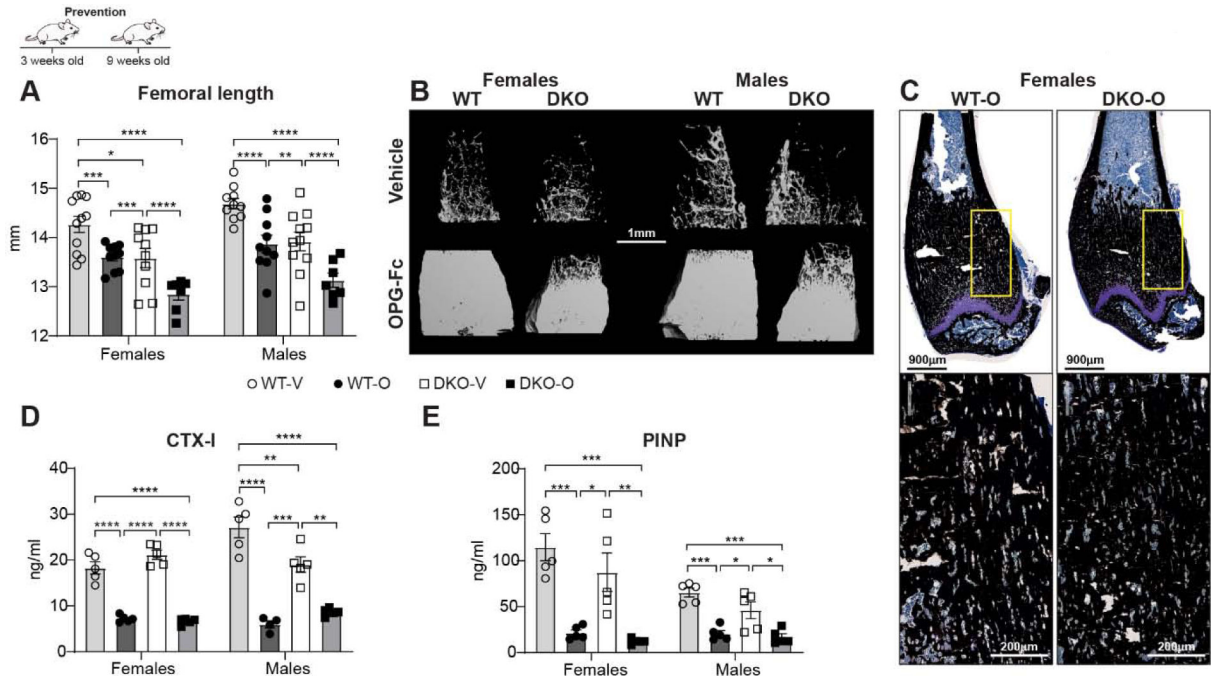 Prevention
3 weeks old 9 weeks old
A Femoral length
**** ****
*
*** *** **** **** ** ****
16
15
14
13
12
mm
Females Males
B Females Males
WT DKO WT DKO
Vehicle
OPG-Fc
1mm
C Females
WT-O DKO-O
900µm 900µm
200µm 200µm
WT-V WT-O DKO-V DKO-O
D CTX-I
****
**
**** ****
**** **** **** *** **
40
30
20
10
0
ng/ml
Females Males
E PINP
***
*** * ** ***
*** * *
200
150
100
50
0
ng/ml
Females Males